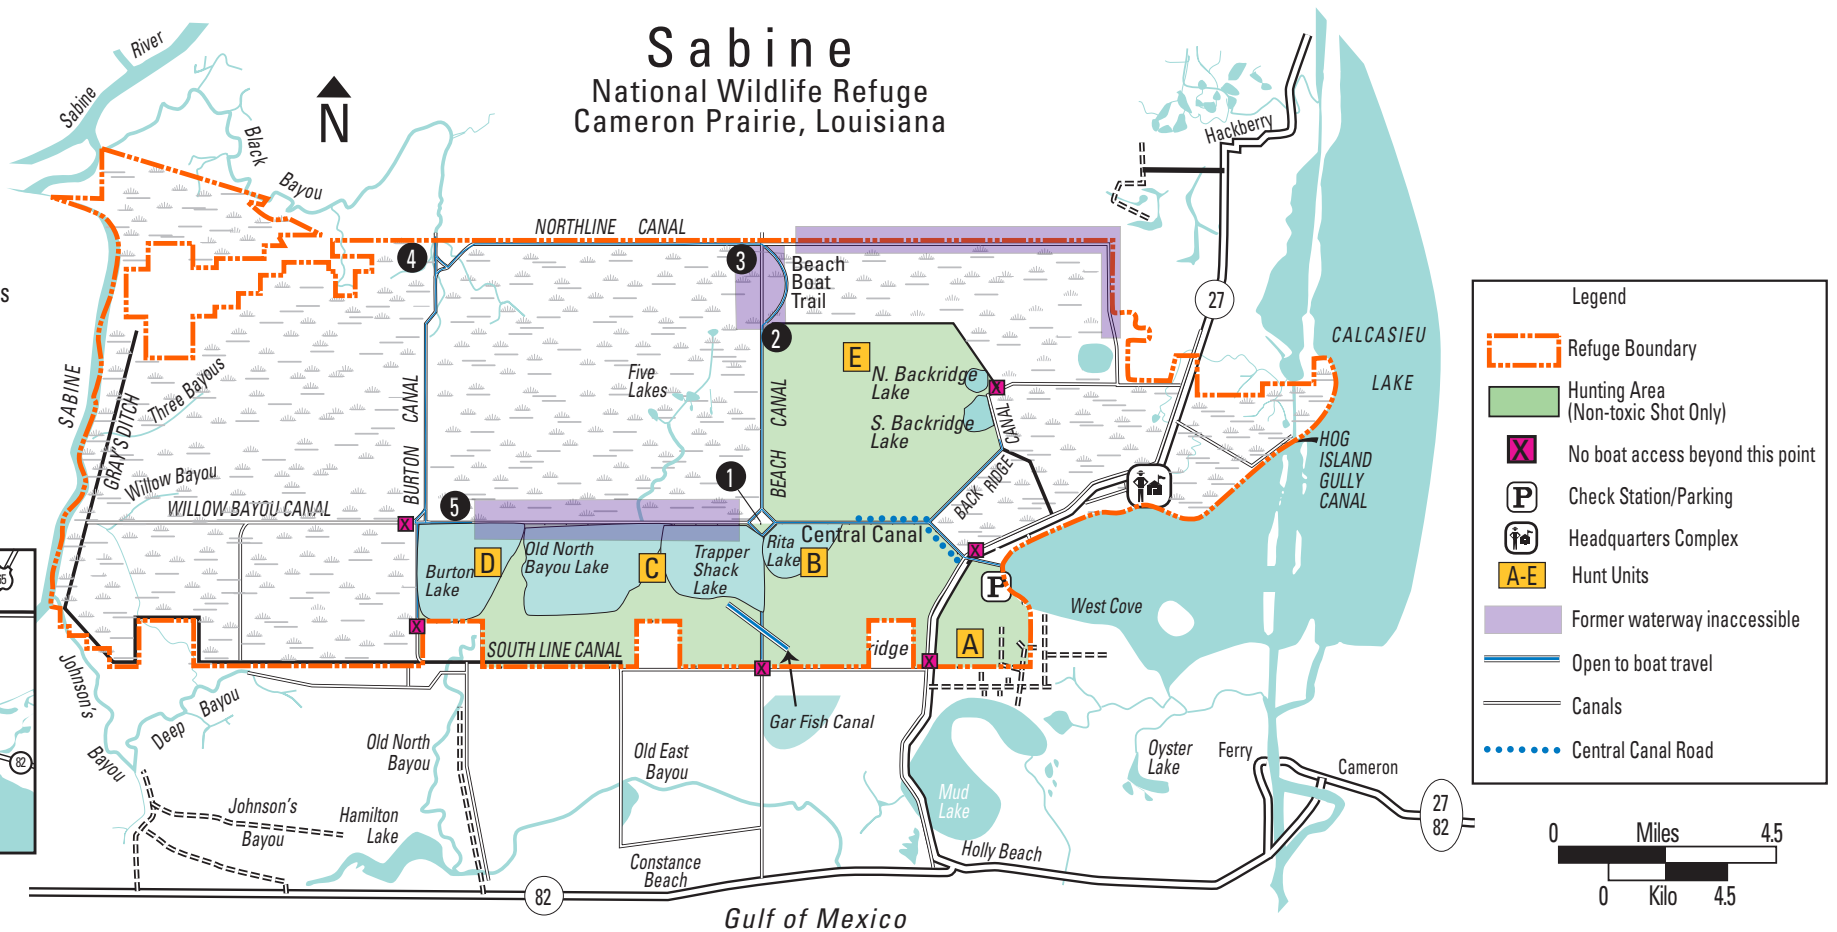 Sabine
National Wildlife Refuge
Cameron Prairie, Louisiana
N
Sabine
River
Black
Bayou
Hackberry
NORTHLINE CANAL
4
3
Beach
Boat
Trail
2
27
CALCASIEU
LAKE
SABINE
GRAY'S DITCH
Three Bayous
Willow Bayou
WILLOW BAYOU CANAL
BURTON CANAL
Five
Lakes
BEACH CANAL
E
N. Backridge
Lake
S. Backridge
Lake
X
CANAL
BACK RIDGE
HOG
ISLAND
GULLY
CANAL
1
5
X
D
Burton
Lake
Old North
Bayou Lake
C
Trapper
Shack
Lake
Rita
Lake
B
Central Canal
X
P
West Cove
X
SOUTH LINE CANAL
ridge
A
X
X
Gar Fish Canal
Johnson's
Bayou
Deep Bayou
Old North
Bayou
Old East
Bayou
Oyster
Lake
Ferry
Cameron
Mud
Lake
Johnson's
Bayou
Hamilton
Lake
Constance
Beach
Holly Beach
82
27
82
Gulf of Mexico
s
82
Legend
Refuge Boundary
Hunting Area
(Non-toxic Shot Only)
X No boat access beyond this point
P Check Station/Parking
Headquarters Complex
A-E Hunt Units
Former waterway inaccessible
Open to boat travel
Canals
Central Canal Road
0 Miles 4.5
0 Kilo 4.5